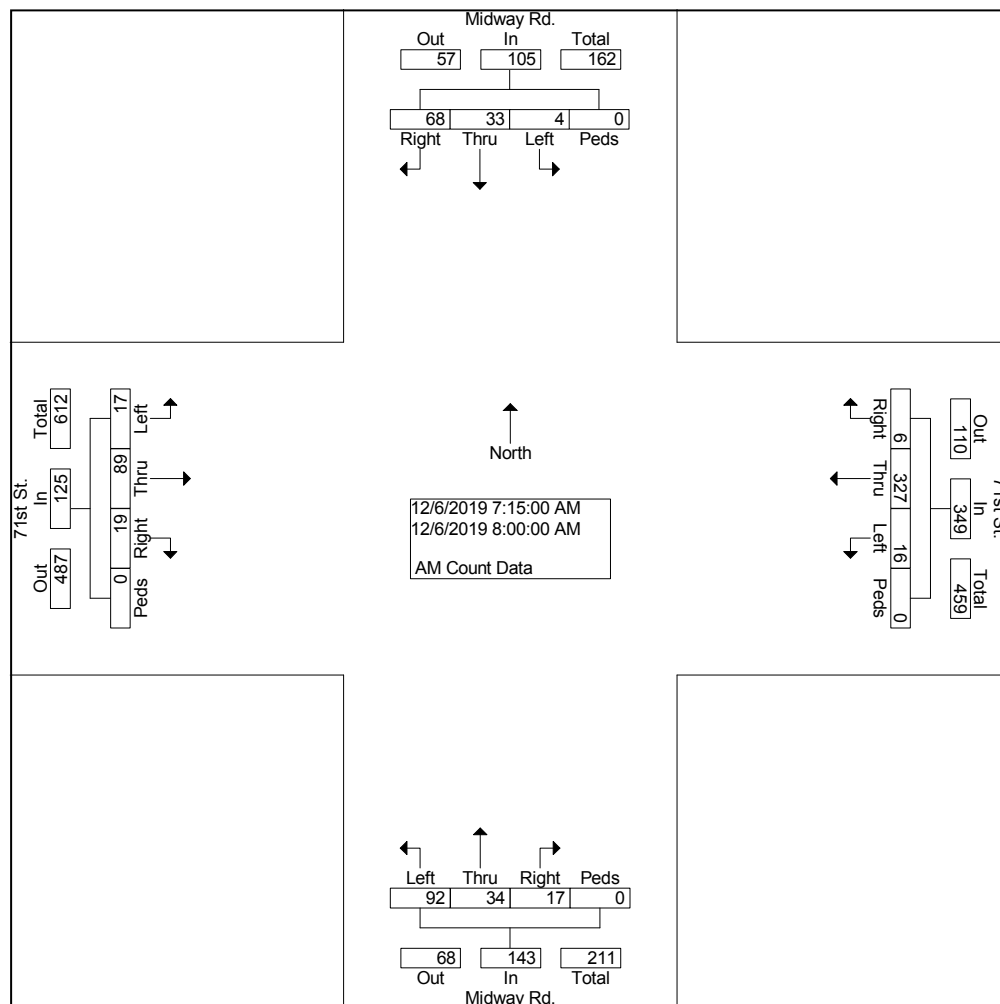 Midway Rd.
Out In Total
57 105 162
68 33 4 0
Right Thru Left Peds
71st St.
Total In Out
612 125 487
17 89 19 0
Left Thru Right Peds
North
12/6/2019 7:15:00 AM
12/6/2019 8:00:00 AM
AM Count Data
Right Thru Left Peds
6 327 16 0
Out In Total
110 349 459
71st St.
Left Thru Right Peds
92 34 17 0
68 143 211
Out In Total
Midway Rd.